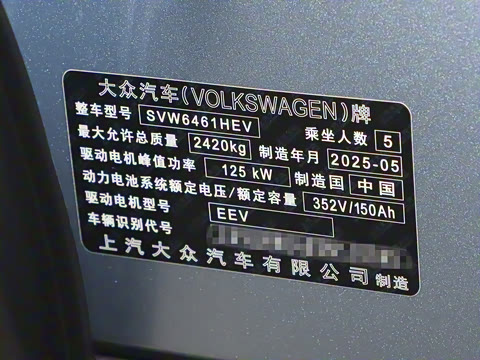 大众汽车(VOLKSWAGEN)牌
整车型号 SVW6461HEV 乘坐人数 5
最大允许总质量 2420kg 制造年月 2025-05
驱动电机峰值功率 125 kW 制造国 中国
动力电池系统额定电压/额定容量 352V/150Ah
驱动电机型号 EEV
车辆识别代号
上汽大众汽车有限公司 制造